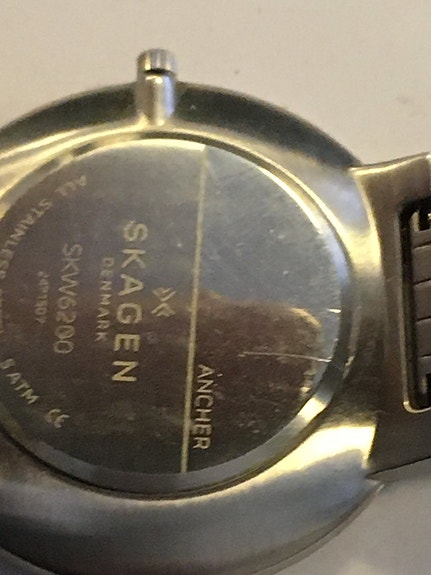 ANCHER
SKAGEN
DENMARK
SKW6200
ALL STAINLESS
5 ATM CE